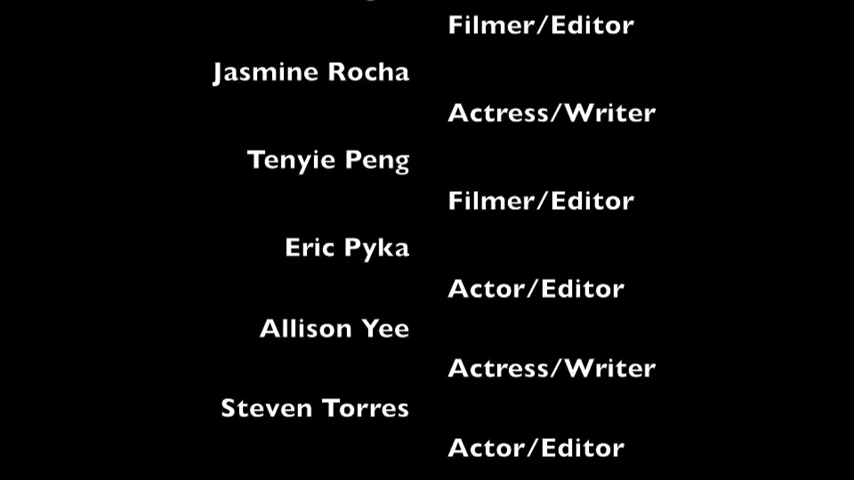 Filmer/Editor
Jasmine Rocha
Actress/Writer
Tenyie Peng
Filmer/Editor
Eric Pyka
Actor/Editor
Allison Yee
Actress/Writer
Steven Torres
Actor/Editor